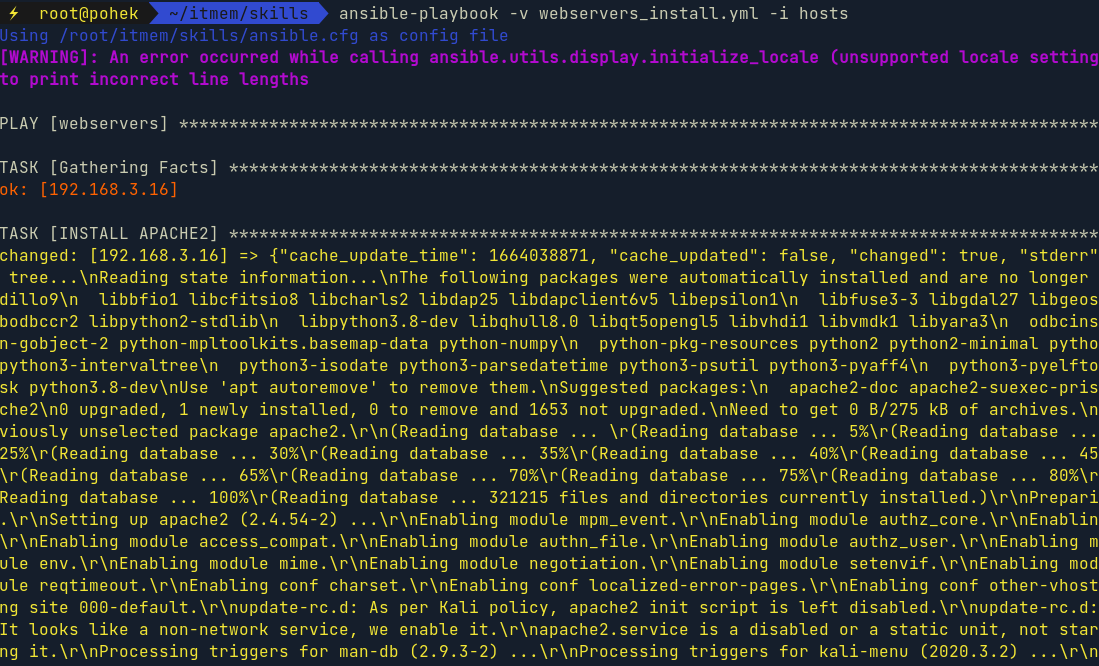 ⚡ root@pohek ~/itmem/skills ansible-playbook -v webservers_install.yml -i hosts
Using /root/itmem/skills/ansible.cfg as config file
[WARNING]: An error occurred while calling ansible.utils.display.initialize_locale (unsupported locale setting
to print incorrect line lengths
PLAY [webservers] ********************************************************************************************
TASK [Gathering Facts] ***************************************************************************************
ok: [192.168.3.16]
TASK [INSTALL APACHE2] ***************************************************************************************
changed: [192.168.3.16] => {"cache_update_time": 1664038871, "cache_updated": false, "changed": true, "stderr"
 tree...\nReading state information...\nThe following packages were automatically installed and are no longer
dillo9\n  libbfio1 libcfitsio8 libcharls2 libdap25 libdapclient6v5 libepsilon1\n  libfuse3-3 libgdal27 libgeos
bodbccr2 libpython2-stdlib\n  libpython3.8-dev libqhull8.0 libqt5opengl5 libvhdi1 libvmdk1 libyara3\n  odbcins
n-gobject-2 python-mpltoolkits.basemap-data python-numpy\n  python-pkg-resources python2 python2-minimal pytho
python3-intervaltree\n  python3-isodate python3-parsedatetime python3-psutil python3-pyaff4\n  python3-pyelfto
sk python3.8-dev\nUse 'apt autoremove' to remove them.\nSuggested packages:\n  apache2-doc apache2-suexec-pris
che2\n0 upgraded, 1 newly installed, 0 to remove and 1653 not upgraded.\nNeed to get 0 B/275 kB of archives.\n
viously unselected package apache2.\r\n(Reading database ... \r(Reading database ... 5%\r(Reading database ...
25%\r(Reading database ... 30%\r(Reading database ... 35%\r(Reading database ... 40%\r(Reading database ... 45
\r(Reading database ... 65%\r(Reading database ... 70%\r(Reading database ... 75%\r(Reading database ... 80%\r
Reading database ... 100%\r(Reading database ... 321215 files and directories currently installed.)\r\nPrepari
.\r\nSetting up apache2 (2.4.54-2) ...\r\nEnabling module mpm_event.\r\nEnabling module authz_core.\r\nEnablin
\r\nEnabling module access_compat.\r\nEnabling module authn_file.\r\nEnabling module authz_user.\r\nEnabling m
ule env.\r\nEnabling module mime.\r\nEnabling module negotiation.\r\nEnabling module setenvif.\r\nEnabling mod
ule reqtimeout.\r\nEnabling conf charset.\r\nEnabling conf localized-error-pages.\r\nEnabling conf other-vhost
ng site 000-default.\r\nupdate-rc.d: As per Kali policy, apache2 init script is left disabled.\r\nupdate-rc.d:
It looks like a non-network service, we enable it.\r\napache2.service is a disabled or a static unit, not star
ng it.\r\nProcessing triggers for man-db (2.9.3-2) ...\r\nProcessing triggers for kali-menu (2020.3.2) ...\r\n